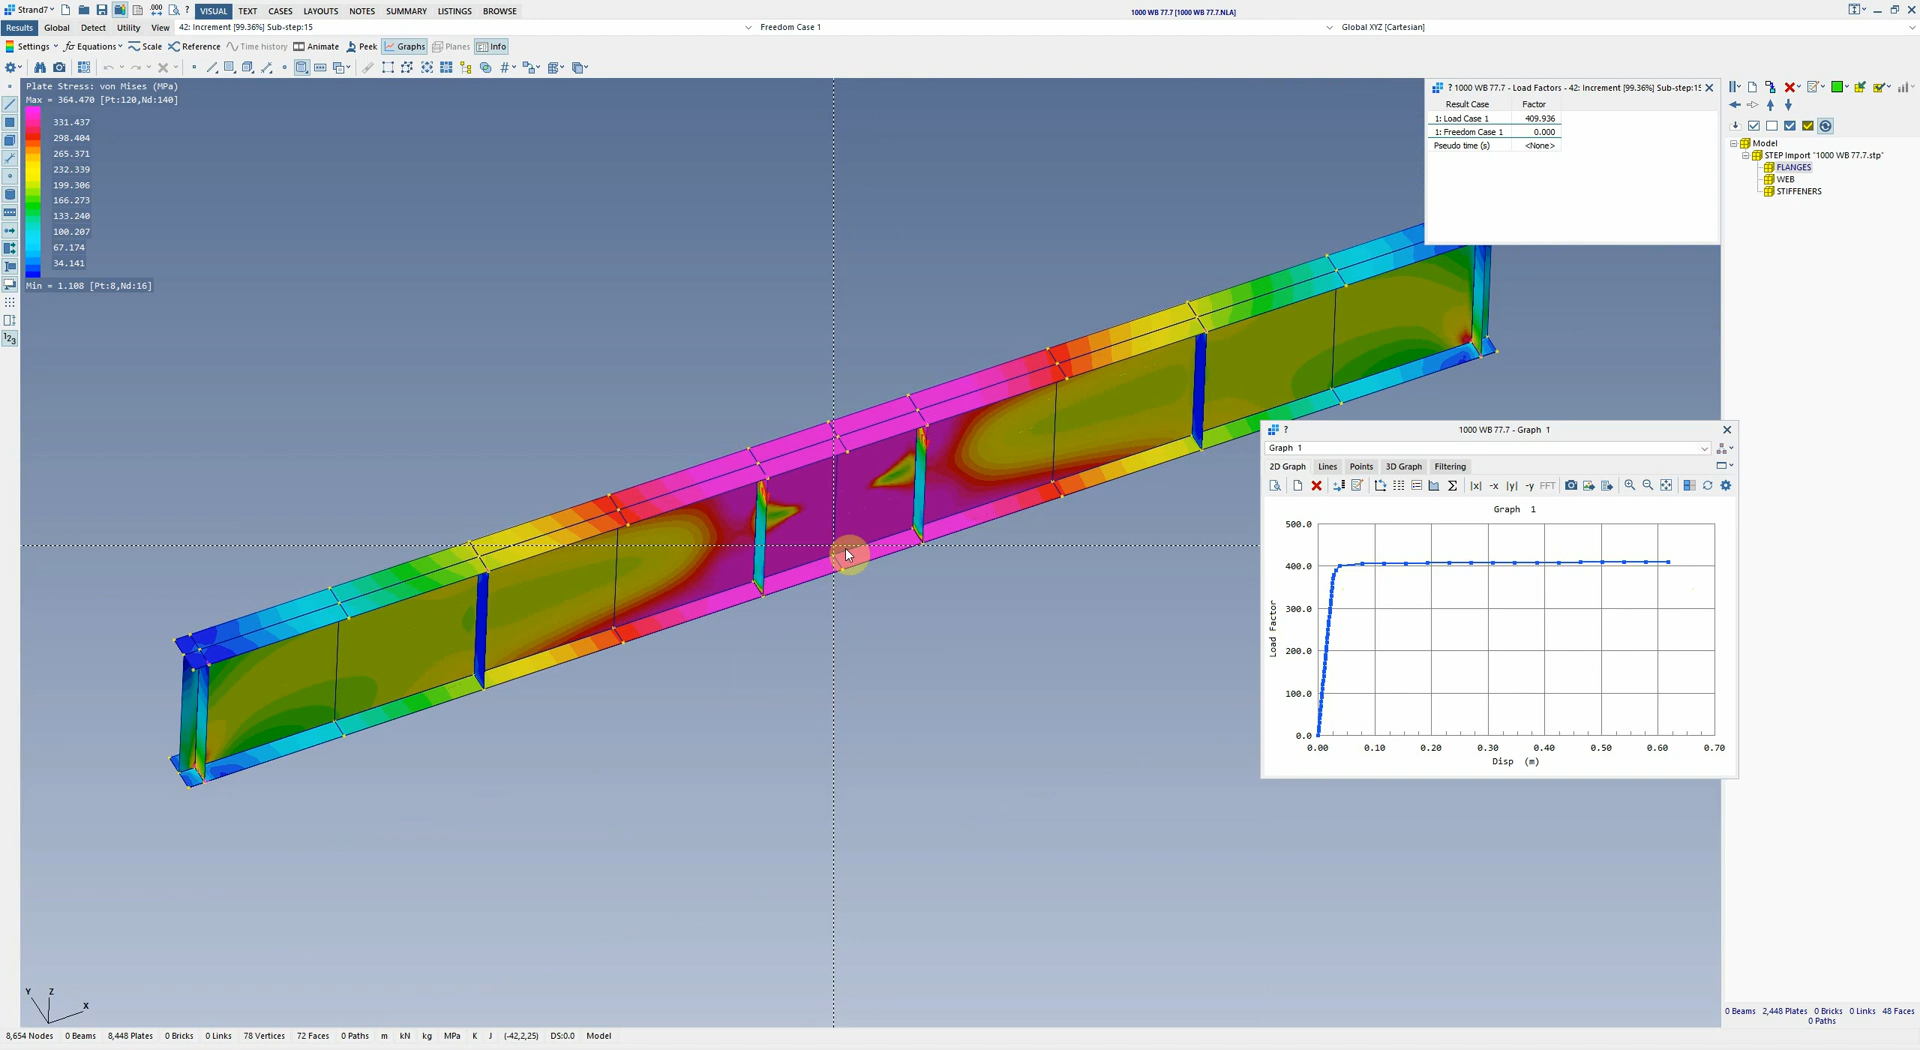 Strand7
.000
?
VISUAL TEXT CASES LAYOUTS NOTES SUMMARY LISTINGS BROWSE
1000 WB 77.7 [1000 WB 77.7.NLA]
Results Global Detect Utility View 42: Increment [99.36%] Sub-step:15 Freedom Case 1 Global XYZ [Cartesian]
Settings Equations Scale Reference Time history Animate Peek Graphs Planes Info
Plate Stress: von Mises (MPa)
Max = 364.470 [Pt:120,Nd:140]
331.437
298.404
265.371
232.339
199.306
166.273
133.240
100.207
67.174
34.141
Min = 1.108 [Pt:8,Nd:16]
? 1000 WB 77.7 - Load Factors - 42: Increment [99.36%] Sub-step:15
Result Case Factor
1: Load Case 1 409.936
1: Freedom Case 1 0.000
Pseudo time (s) <None>
Model
STEP Import "1000 WB 77.7.stp"
FLANGES
WEB
STIFFENERS
? 1000 WB 77.7 - Graph 1
Graph 1
2D Graph Lines Points 3D Graph Filtering
|x| -x |y| -y FFT
Graph 1
500.0
400.0
300.0
200.0
100.0
0.0
Load Factor
0.00 0.10 0.20 0.30 0.40 0.50 0.60 0.70
Disp (m)
Y Z X
0 Beams 2,448 Plates 0 Bricks 0 Links 48 Faces
0 Paths
8,654 Nodes 0 Beams 8,448 Plates 0 Bricks 0 Links 78 Vertices 72 Faces 0 Paths m kN kg MPa K J (-42,2,25) DS:0.0 Model